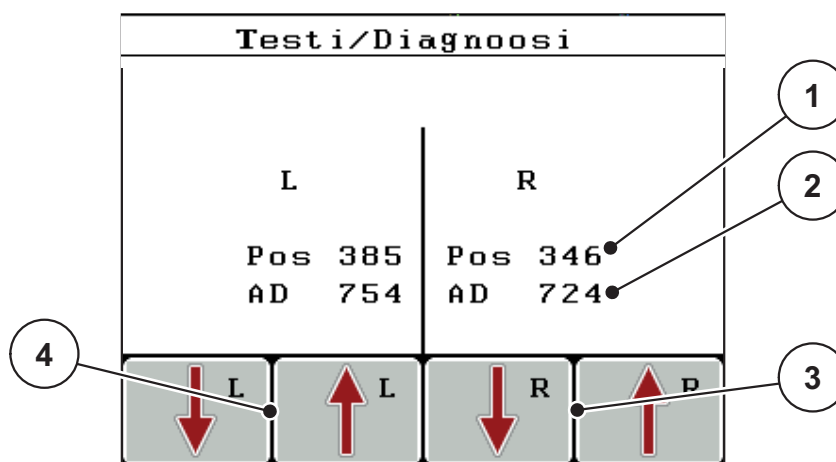 Testi/Diagnoosi
1
L R
2
Pos 385 Pos 346
AD 754 AD 724
4
3
L L R R